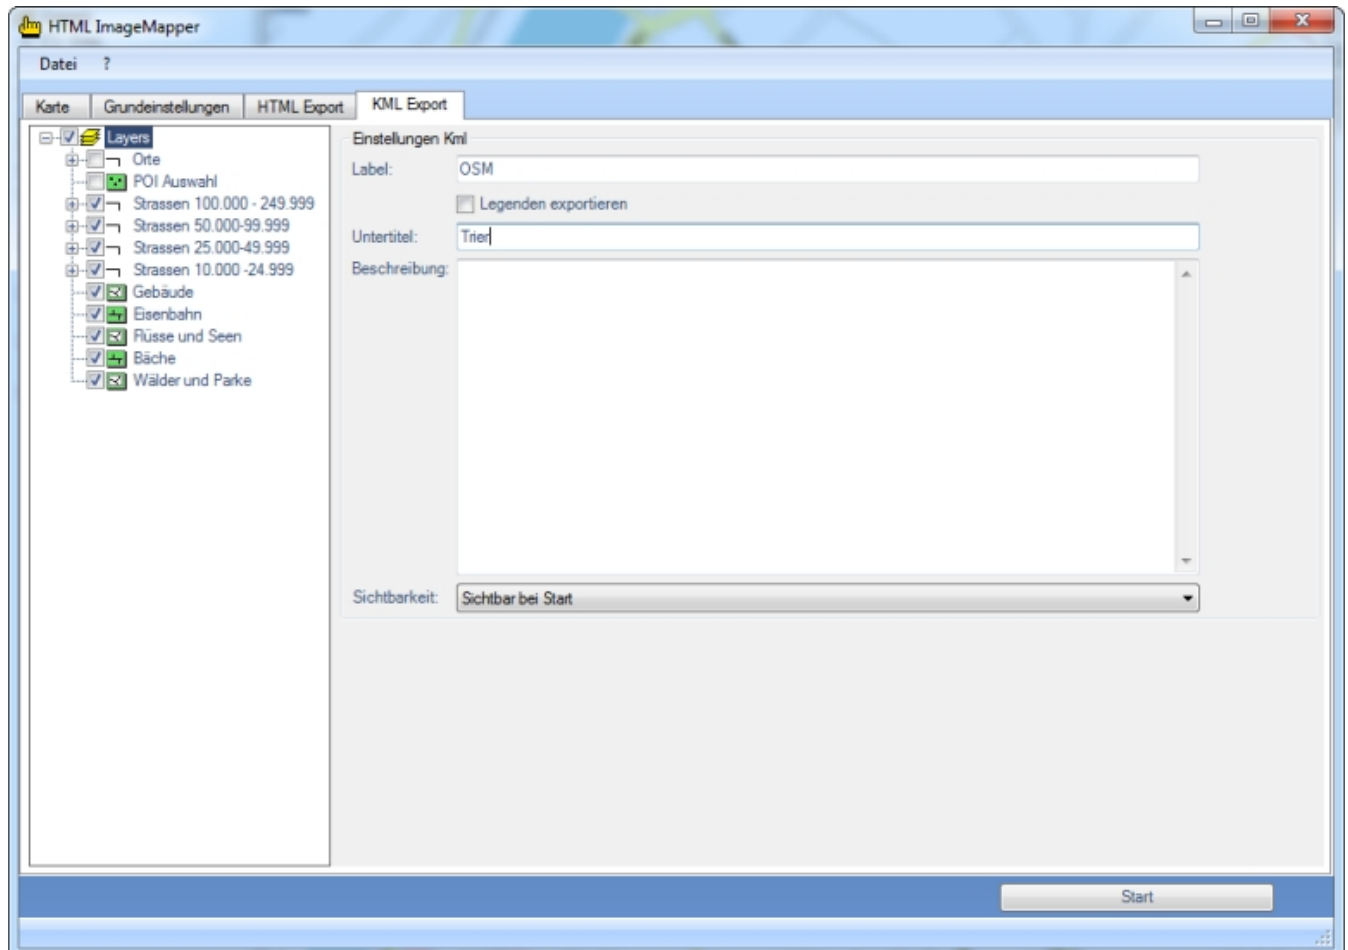 HTML ImageMapper
Datei ?
Karte Grundeinstellungen HTML Export KML Export
Layers
Orte
POI Auswahl
Strassen 100.000 - 249.999
Strassen 50.000-99.999
Strassen 25.000-49.999
Strassen 10.000 -24.999
Gebäude
Eisenbahn
Flüsse und Seen
Bäche
Wälder und Parke
Einstellungen Kml
Label: OSM
Legenden exportieren
Untertitel: Trier
Beschreibung:
Sichtbarkeit: Sichtbar bei Start
Start